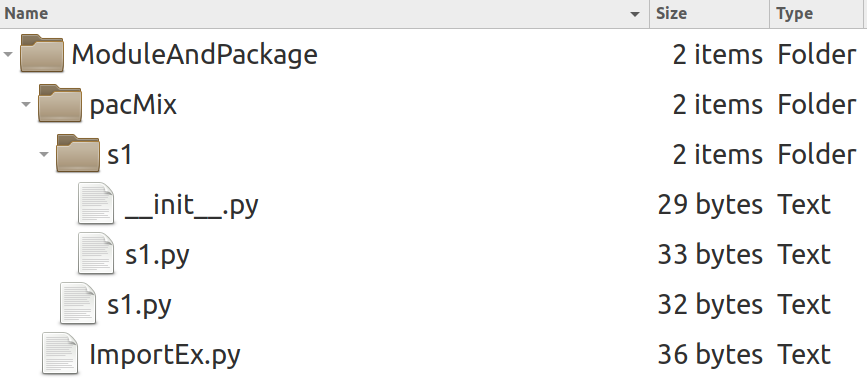 Name Size Type
ModuleAndPackage 2 items Folder
pacMix 2 items Folder
s1 2 items Folder
__init__.py 29 bytes Text
s1.py 33 bytes Text
s1.py 32 bytes Text
ImportEx.py 36 bytes Text